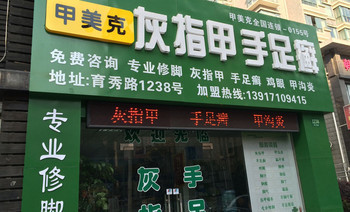 甲美克全国连锁-0156号
甲美克
灰指甲手足癣
免费咨询 专业修脚 灰指甲 手足癣 鸡眼 甲沟炎
地址:育秀路1238号 加盟热线:13917109415
灰指甲 手足癣 甲沟炎
欢迎光临
专业修脚
灰指
手足